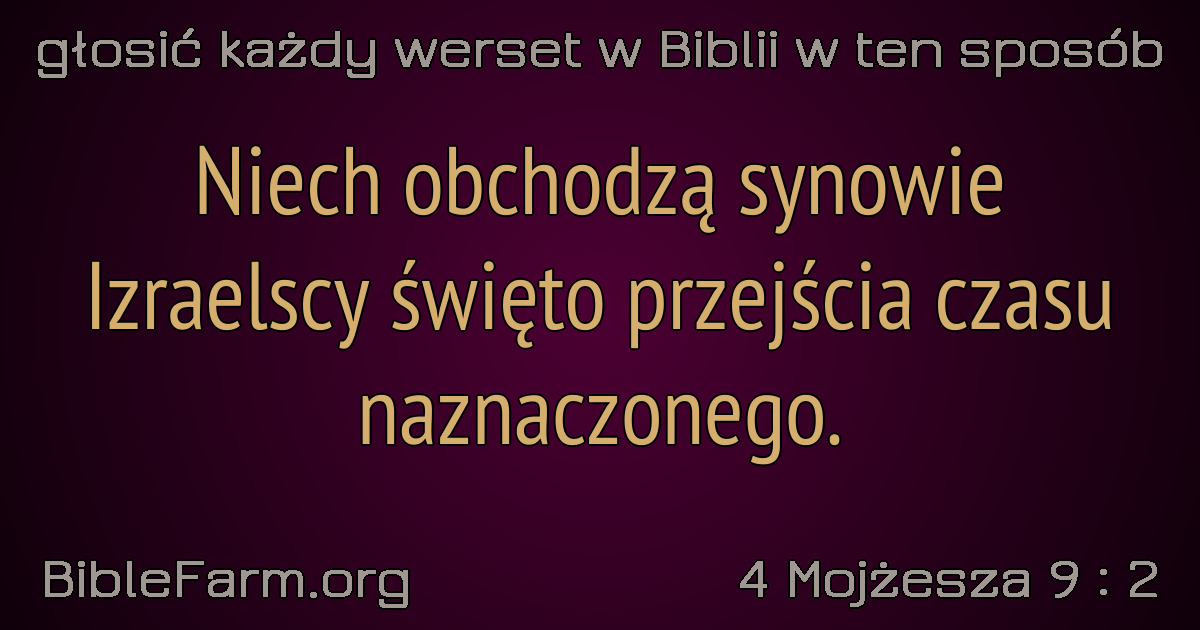 głosić każdy werset w Biblii w ten sposób
Niech obchodzą synowie
Izraelscy święto przejścia czasu
naznaczonego.
BibleFarm.org
4 Mojżesza 9 : 2